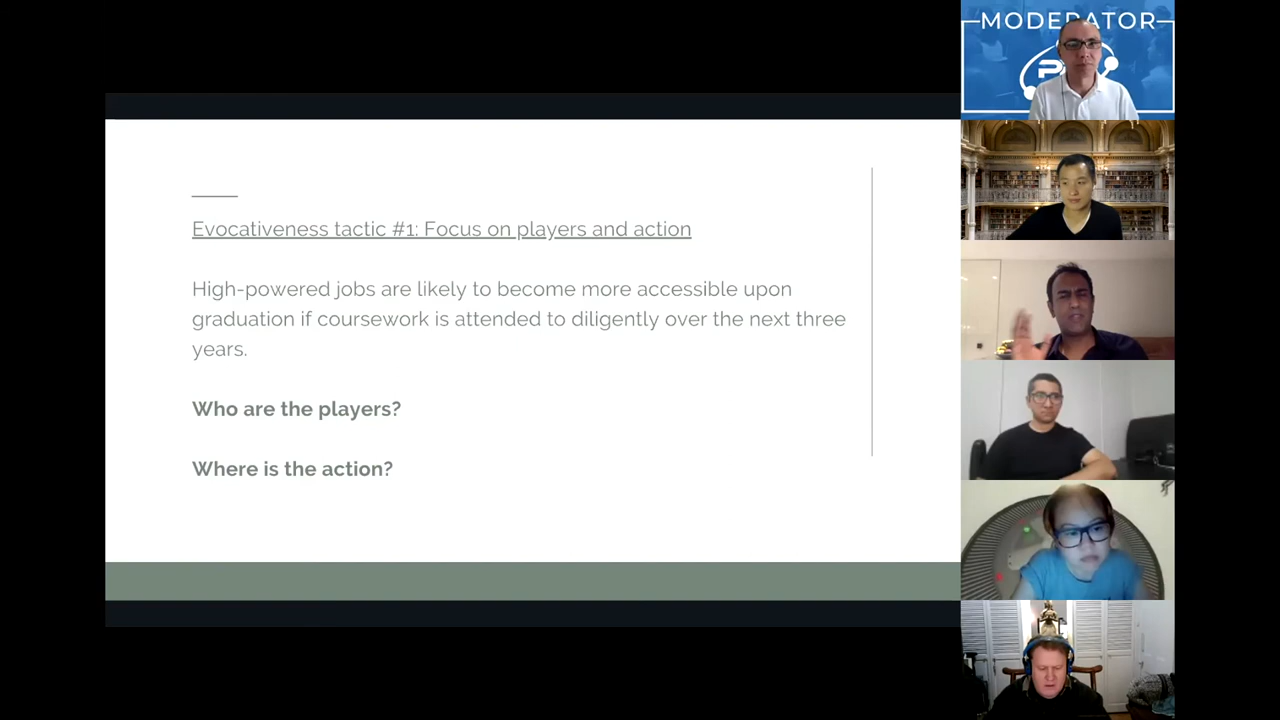 MODERATOR
Evocativeness tactic #1: Focus on players and action
High-powered jobs are likely to become more accessible upon
graduation if coursework is attended to diligently over the next three
years.
Who are the players?
Where is the action?